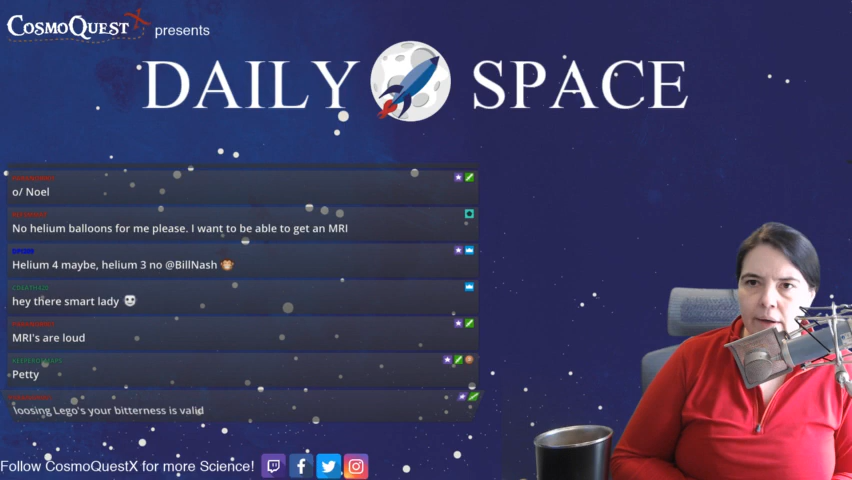 CosmoQuest X presents
DAILY SPACE
o/ Noel
No helium balloons for me please. I want to be able to get an MRI
Helium 4 maybe, helium 3 no @BillNash
hey there smart lady
MRI's are loud
Petty
loosing Lego's your bitterness is valid
Follow CosmoQuestX for more Science!